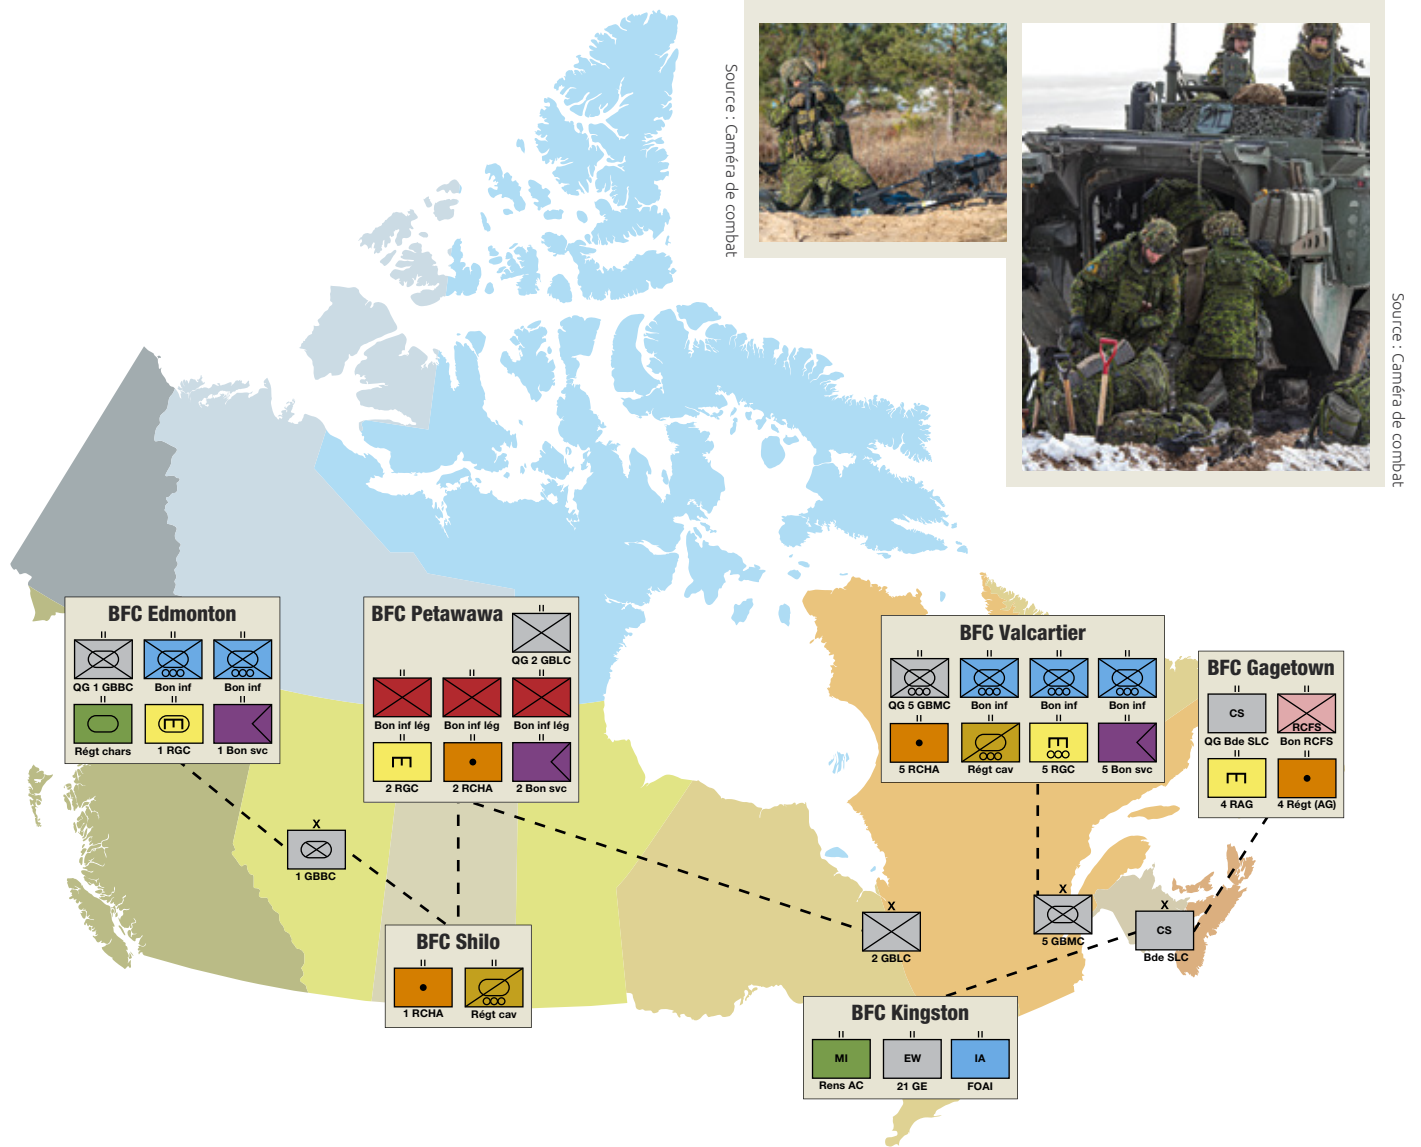 Source : Caméra de combat
Source : Caméra de combat
BFC Edmonton
QG 1 GBBC
Bon inf
Bon inf
Régt chars
1 RGC
1 Bon svc
BFC Petawawa
QG 2 GBLC
Bon inf lég
Bon inf lég
Bon inf lég
2 RGC
2 RCHA
2 Bon svc
BFC Valcartier
QG 5 GBMC
Bon inf
Bon inf
Bon inf
5 RCHA
Régt cav
5 RGC
5 Bon svc
BFC Gagetown
CS
RCFS
QG Bde SLC
Bon RCFS
4 RAG
4 Régt (AG)
X
1 GBBC
X
2 GBLC
X
5 GBMC
X
CS
Bde SLC
BFC Shilo
1 RCHA
Régt cav
BFC Kingston
MI
EW
IA
Rens AC
21 GE
FOAI